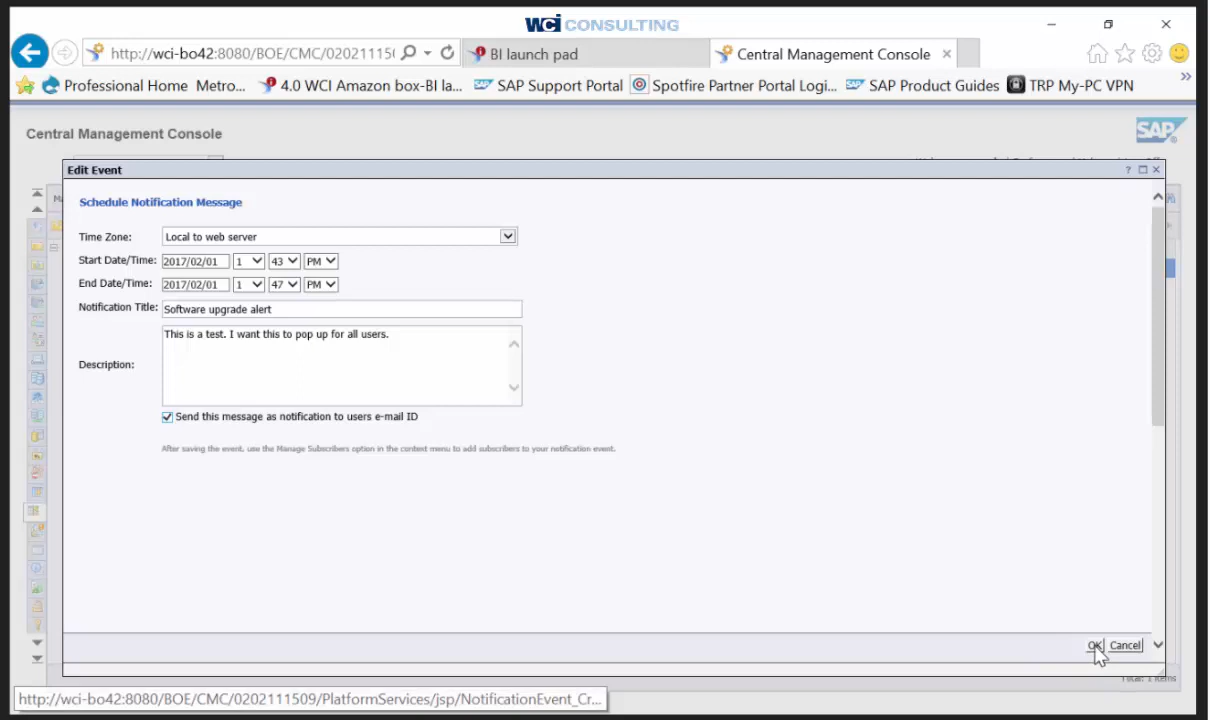 WCI CONSULTING
http://wci-bo42:8080/BOE/CMC/020211150
BI launch pad
Central Management Console
Professional Home Metro...
4.0 WCI Amazon box-BI la...
SAP Support Portal
Spotfire Partner Portal Logi...
SAP Product Guides
TRP My-PC VPN
Central Management Console
SAP
Edit Event
Schedule Notification Message
Time Zone: Local to web server
Start Date/Time: 2017/02/01 1 43 PM
End Date/Time: 2017/02/01 1 47 PM
Notification Title: Software upgrade alert
This is a test. I want this to pop up for all users.
Description:
Send this message as notification to users e-mail ID
After saving the event, use the Manage Subscribers option in the context menu to add subscribers to your notification event.
OK Cancel
Total: 1 items
http://wci-bo42:8080/BOE/CMC/0202111509/PlatformServices/jsp/NotificationEvent_Cr...